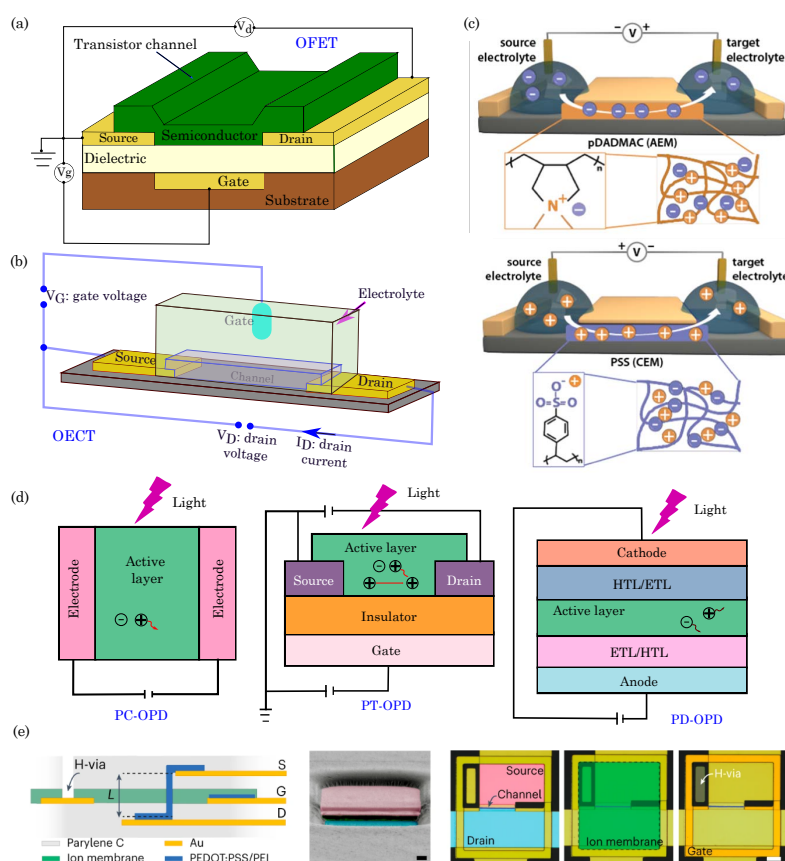 (a)
Vd
OFET
Transistor channel
Source
Semiconductor
Drain
Dielectric
Vg
Gate
Substrate
(b)
VG: gate voltage
Gate
Electrolyte
Source
Channel
Drain
OECT
VD: drain
voltage
ID: drain
current
(c)
− V +
source
electrolyte
target
electrolyte
pDADMAC (AEM)
n
N+
+ V −
source
electrolyte
target
electrolyte
PSS (CEM)
O-
O=S=O
n
(d)
Light
Electrode
Active
layer
Electrode
PC-OPD
Light
Active layer
Source
Drain
Insulator
Gate
PT-OPD
Light
Cathode
HTL/ETL
Active layer
ETL/HTL
Anode
PD-OPD
(e)
H-via
L
S
G
D
Parylene C
Au
Ion membrane
PEDOT:PSS/PEI
Source
Channel
Drain
Ion membrane
H-via
Gate